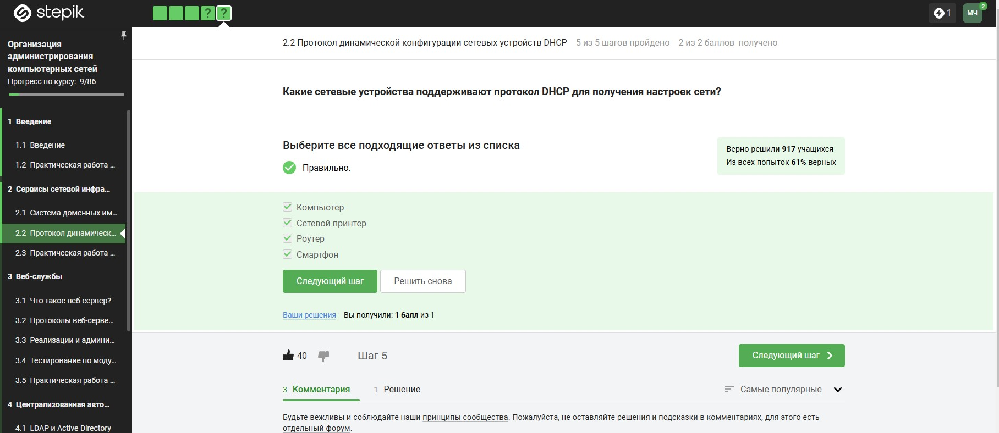 stepik
? ?
1
МЧ
2
Организация
администрирования
компьютерных сетей
Прогресс по курсу: 9/86
1 Введение
1.1 Введение
1.2 Практическая работа ...
2 Сервисы сетевой инфра...
2.1 Система доменных им...
2.2 Протокол динамическ...
2.3 Практическая работа ...
3 Веб-службы
3.1 Что такое веб-сервер?
3.2 Протоколы веб-серве...
3.3 Реализации и админи...
3.4 Тестирование по моду...
3.5 Практическая работа ...
4 Централизованная авто...
4.1 LDAP и Active Directory
2.2 Протокол динамической конфигурации сетевых устройств DHCP 5 из 5 шагов пройдено 2 из 2 баллов получено
Какие сетевые устройства поддерживают протокол DHCP для получения настроек сети?
Выберите все подходящие ответы из списка
Правильно.
Верно решили 917 учащихся
Из всех попыток 61% верных
Компьютер
Сетевой принтер
Роутер
Смартфон
Следующий шаг
Решить снова
Ваши решения Вы получили: 1 балл из 1
40
Шаг 5
Следующий шаг
3 Комментария
1 Решение
Самые популярные
Будьте вежливы и соблюдайте наши принципы сообщества. Пожалуйста, не оставляйте решения и подсказки в комментариях, для этого есть
отдельный форум.